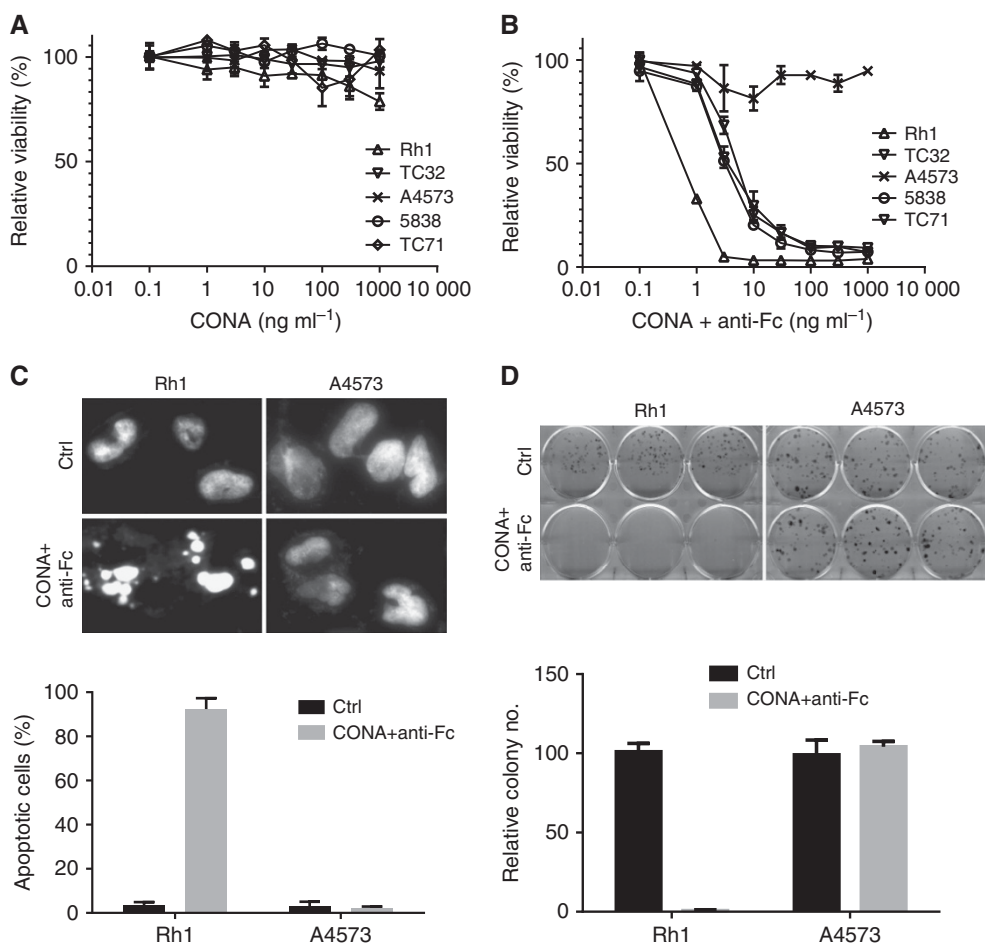 A
Relative viability (%)
100
50
0
0.01 0.1 1 10 100 1000 10 000
CONA (ng ml⁻¹)
Rh1
TC32
A4573
5838
TC71
B
Relative viability (%)
100
50
0
0.01 0.1 1 10 100 1000 10 000
CONA + anti-Fc (ng ml⁻¹)
Rh1
TC32
A4573
5838
TC71
C
Rh1 A4573
Ctrl
CONA+
anti-Fc
Apoptotic cells (%)
100
80
60
40
20
0
Ctrl
CONA+anti-Fc
Rh1 A4573
D
Rh1 A4573
Ctrl
CONA+
anti-Fc
Relative colony no.
150
100
50
0
Ctrl
CONA+anti-Fc
Rh1 A4573